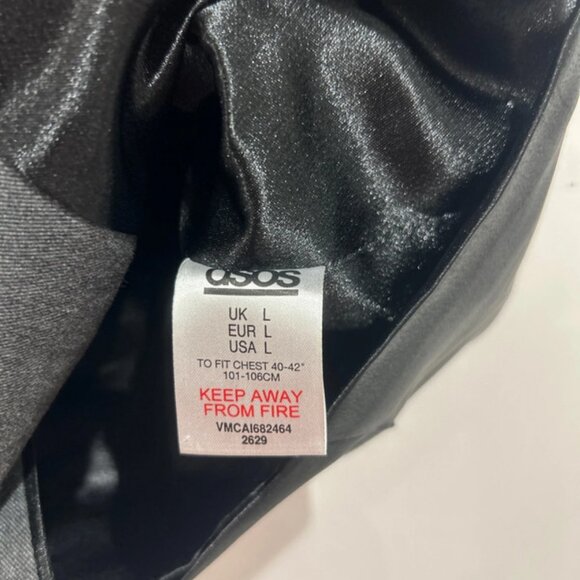 asos
UK L
EUR L
USA L
TO FIT CHEST 40-42"
101-106CM
KEEP AWAY
FROM FIRE
VMCAI682464
2629